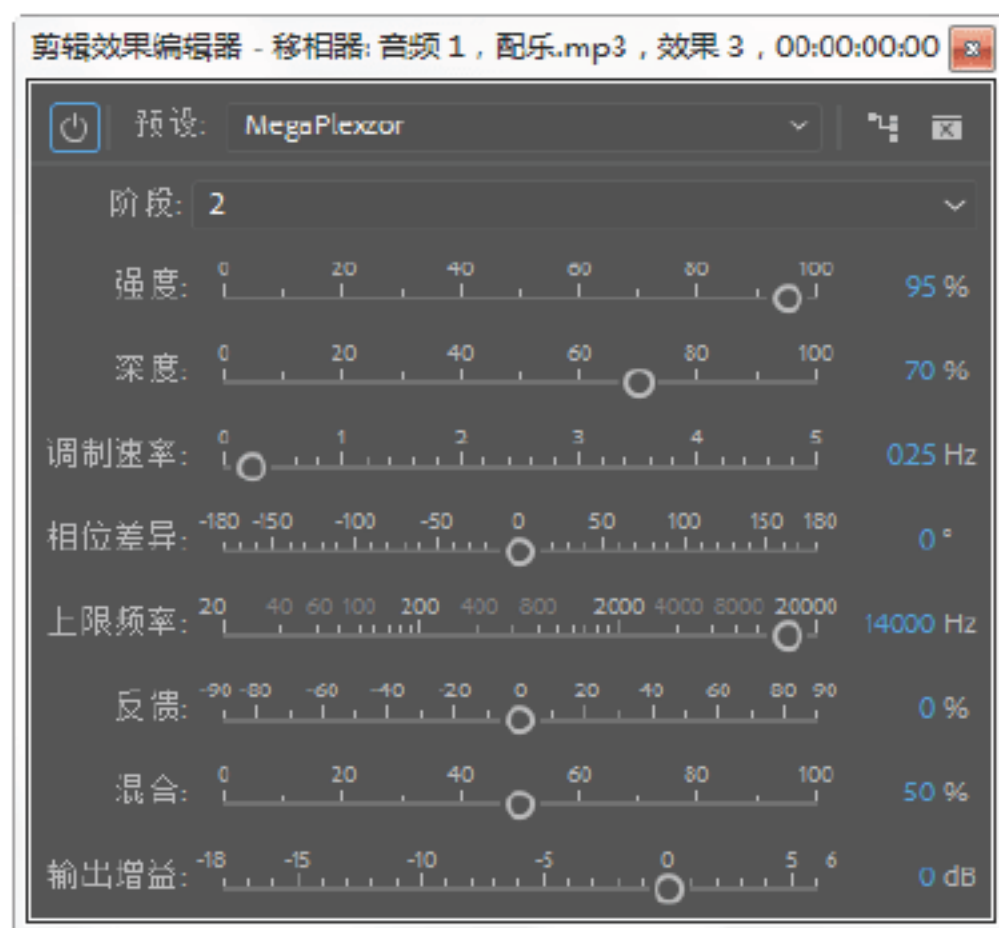 剪辑效果编辑器 - 移相器: 音频 1，配乐.mp3，效果 3，00:00:00:00
预设: MegaPlexzor
阶段: 2
强度: 0 20 40 60 80 100 95 %
深度: 0 20 40 60 80 100 70 %
调制速率: 0 1 2 3 4 5 025 Hz
相位差异: -180 -150 -100 -50 0 50 100 150 180 0 °
上限频率: 20 40 60 100 200 400 800 2000 4000 8000 20000 14000 Hz
反馈: -90 -80 -60 -40 -20 0 20 40 60 80 90 0 %
混合: 0 20 40 60 80 100 50 %
输出增益: -18 -15 -10 -5 0 5 6 0 dB